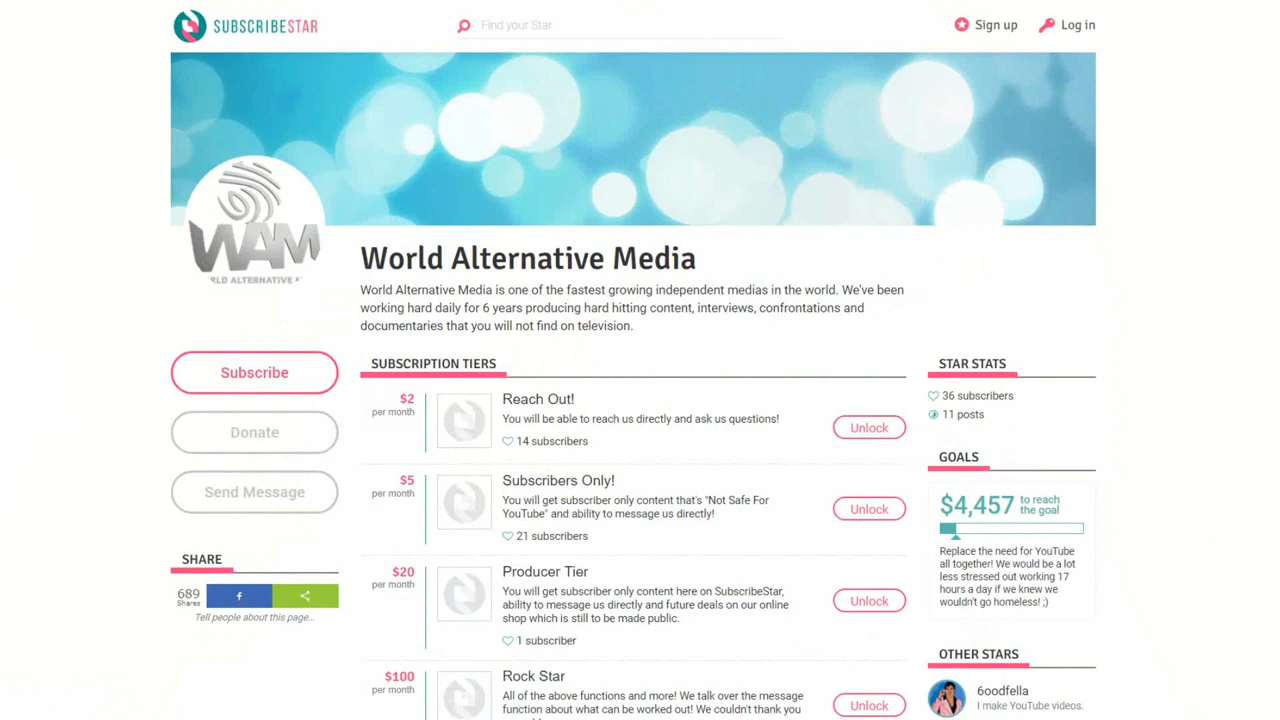 SUBSCRIBESTAR
Find your Star
Sign up
Log in
WAM
World Alternative Media
World Alternative Media is one of the fastest growing independent medias in the world. We've been
working hard daily for 6 years producing hard hitting content, interviews, confrontations and
documentaries that you will not find on television.
Subscribe
Donate
Send Message
SHARE
689
Shares
f
Tell people about this page...
SUBSCRIPTION TIERS
$2
per month
Reach Out!
You will be able to reach us directly and ask us questions!
14 subscribers
Unlock
$5
per month
Subscribers Only!
You will get subscriber only content that's "Not Safe For
YouTube" and ability to message us directly!
21 subscribers
Unlock
$20
per month
Producer Tier
You will get subscriber only content here on SubscribeStar,
ability to message us directly and future deals on our online
shop which is still to be made public.
1 subscriber
Unlock
$100
per month
Rock Star
All of the above functions and more! We talk over the message
function about what can be worked out! We couldn't thank you
Unlock
STAR STATS
36 subscribers
11 posts
GOALS
$4,457 to reach
the goal
Replace the need for YouTube
all together! We would be a lot
less stressed out working 17
hours a day if we knew we
wouldn't go homeless! ;)
OTHER STARS
6oodfella
I make YouTube videos.